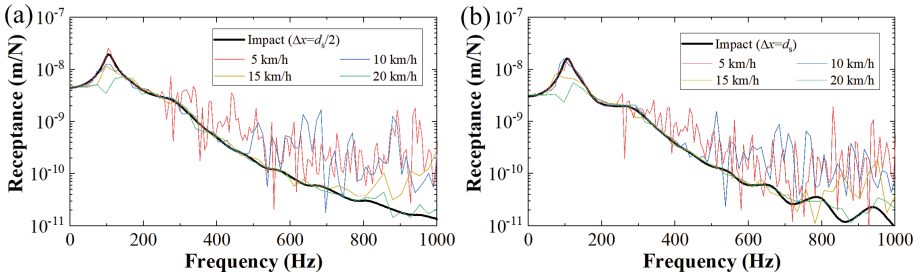 (a)
Receptance (m/N)
10⁻⁷
10⁻⁸
10⁻⁹
10⁻¹⁰
10⁻¹¹
Impact (Δx=dₛ/2)
5 km/h 10 km/h
15 km/h 20 km/h
0 200 400 600 800 1000
Frequency (Hz)
(b)
Receptance (m/N)
10⁻⁷
10⁻⁸
10⁻⁹
10⁻¹⁰
10⁻¹¹
Impact (Δx=dₛ)
5 km/h 10 km/h
15 km/h 20 km/h
0 200 400 600 800 1000
Frequency (Hz)